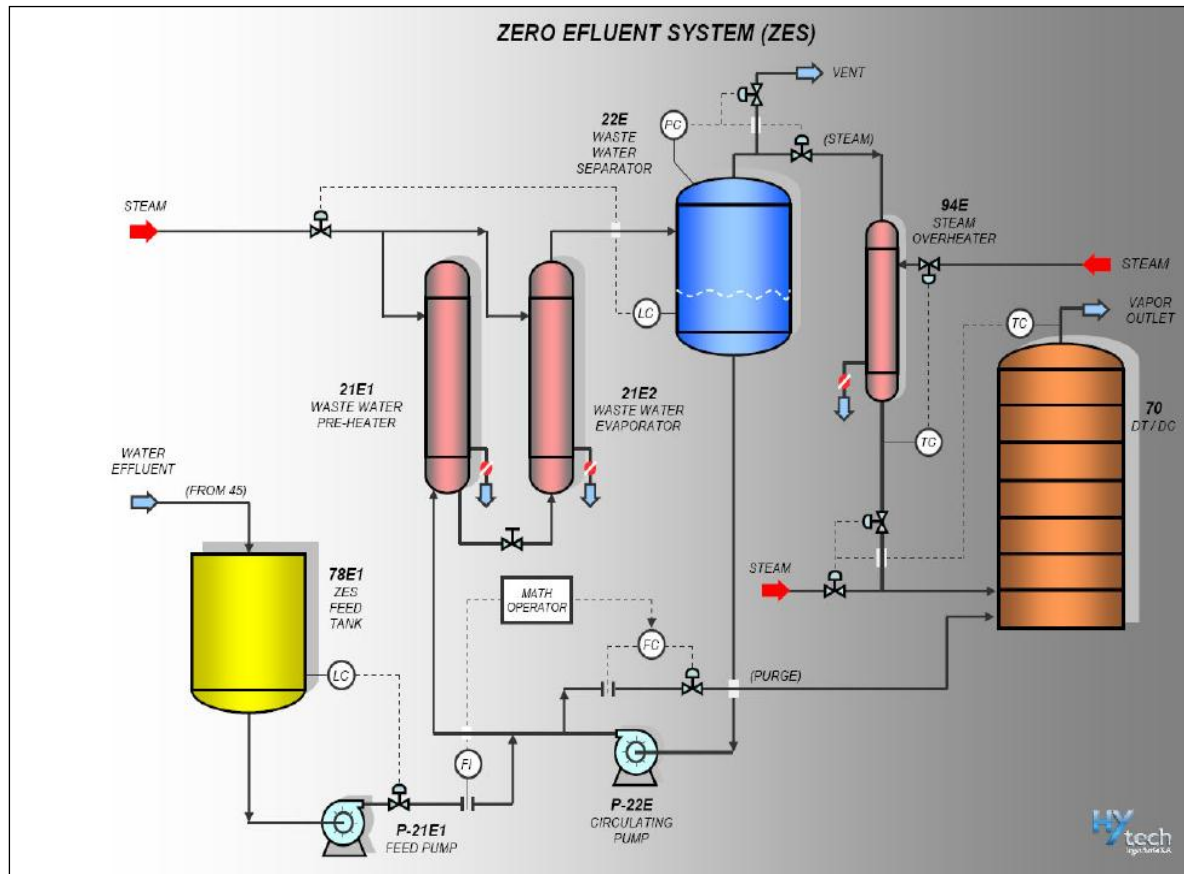 ZERO EFLUENT SYSTEM (ZES)
VENT
22E
WASTE
WATER
SEPARATOR
PC
(STEAM)
STEAM
94E
STEAM
OVERHEATER
STEAM
VAPOR
OUTLET
TC
LC
21E1
WASTE WATER
PRE-HEATER
21E2
WASTE WATER
EVAPORATOR
70
DT / DC
TC
WATER
EFFLUENT
(FROM 45)
78E1
ZES
FEED
TANK
STEAM
MATH
OPERATOR
FC
LC
(PURGE)
FI
P-21E1
FEED PUMP
P-22E
CIRCULATING
PUMP
HYtech